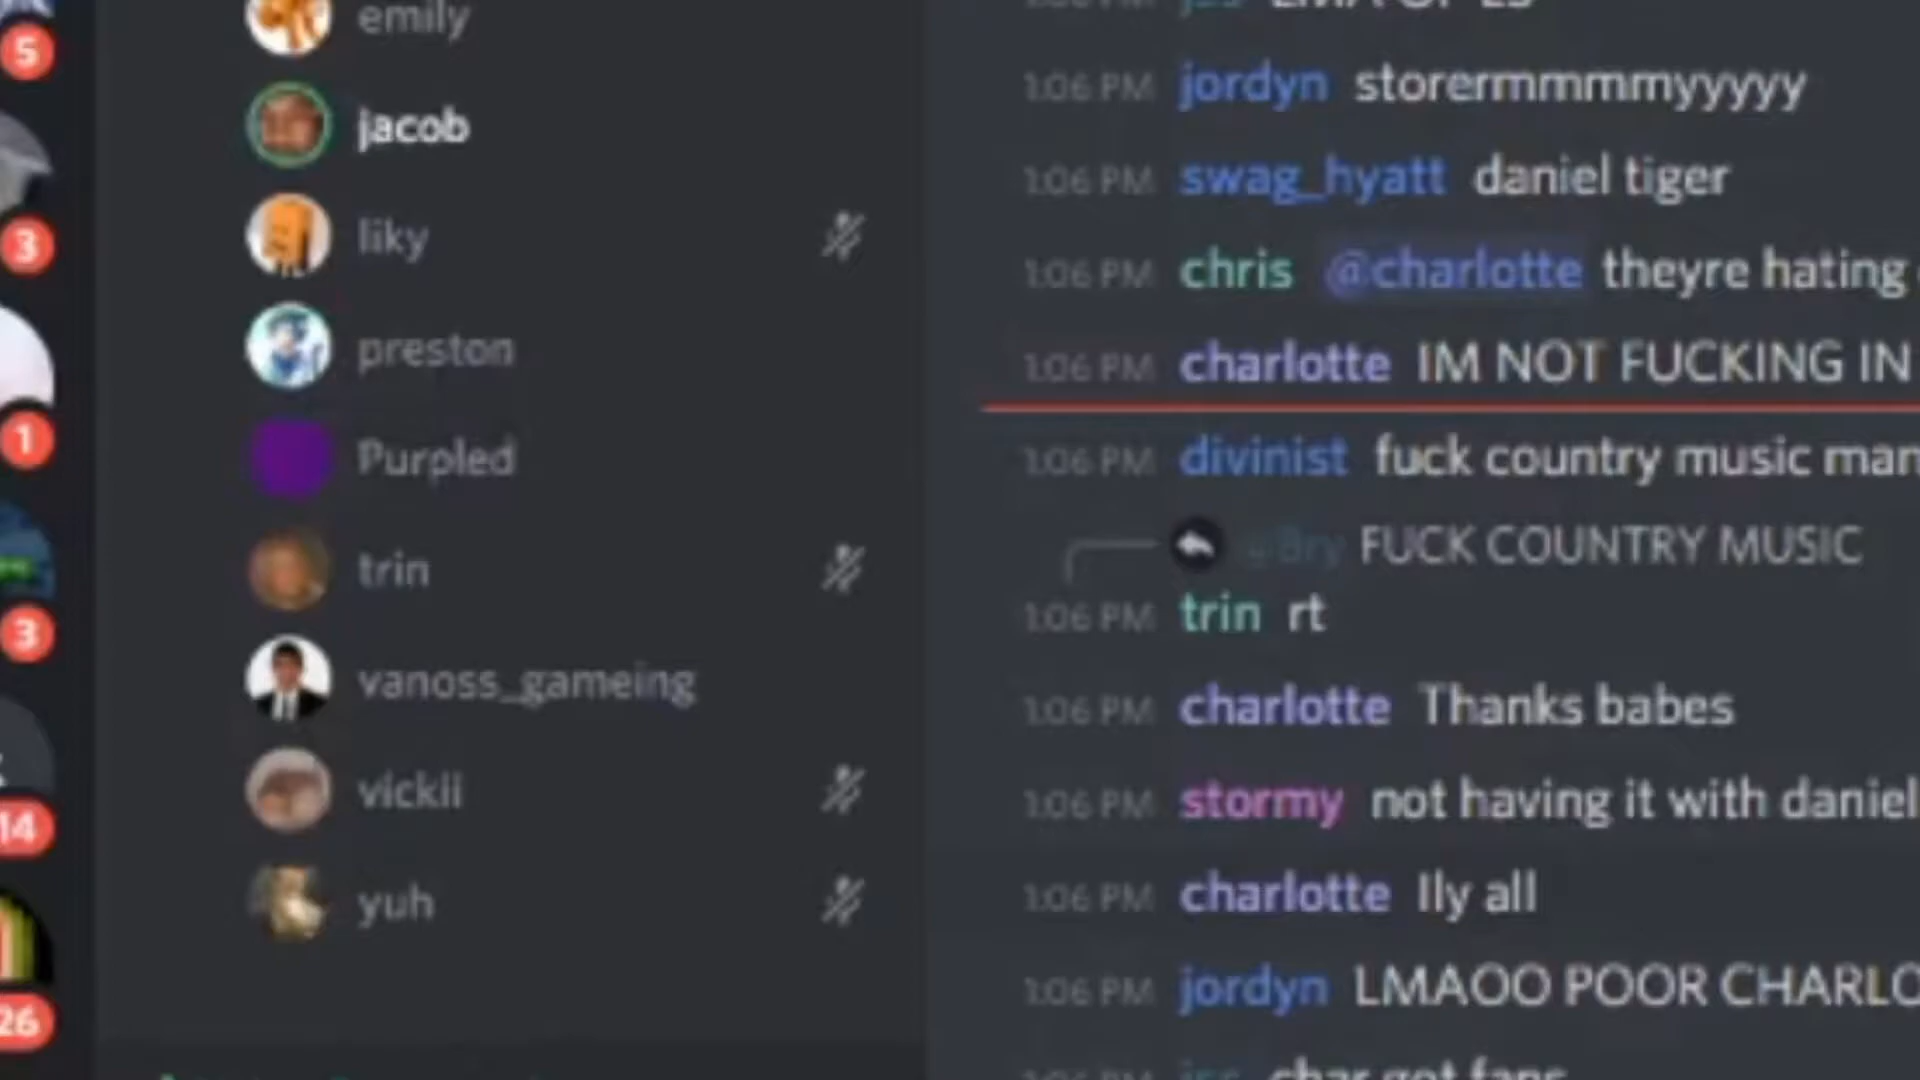 5
emily
jacob
3
liky
preston
1
Purpled
trin
3
vanoss_gameing
vickii
14
yuh
26
1:06 PM jordyn storermmmmyyyyy
1:06 PM swag_hyatt daniel tiger
1:06 PM chris @charlotte theyre hating
1:06 PM charlotte IM NOT FUCKING IN
1:06 PM divinist fuck country music man
@Bry FUCK COUNTRY MUSIC
1:06 PM trin rt
1:06 PM charlotte Thanks babes
1:06 PM stormy not having it with daniel
1:06 PM charlotte Ily all
1:06 PM jordyn LMAOO POOR CHARLO
char got fans